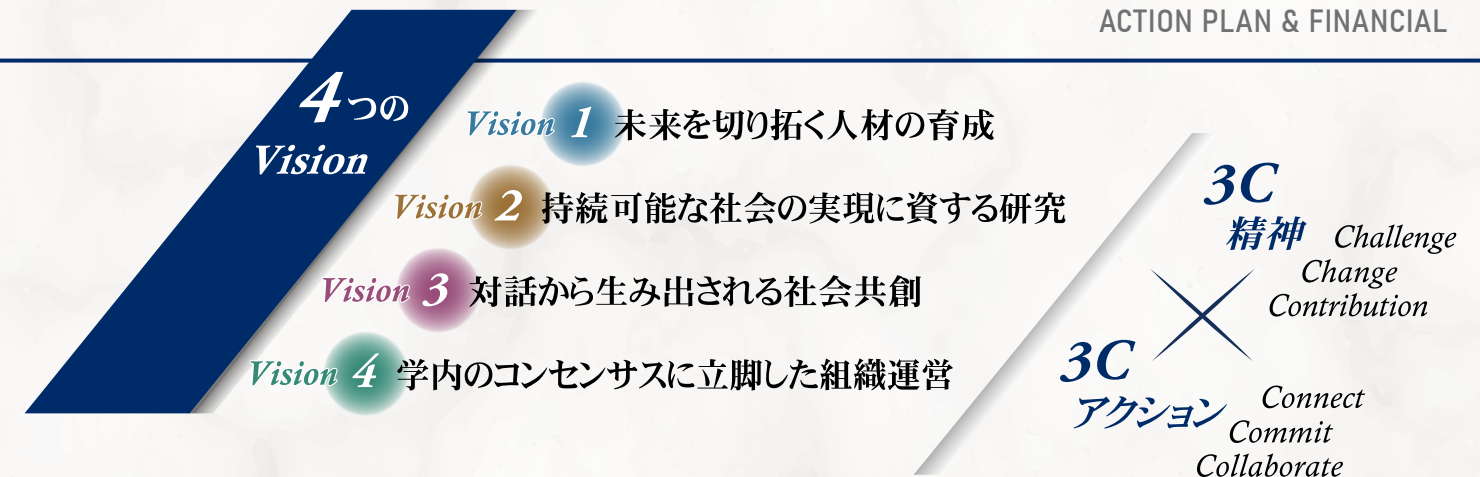 ACTION PLAN & FINANCIAL
4つの
Vision
Vision 1 未来を切り拓く人材の育成
Vision 2 持続可能な社会の実現に資する研究
Vision 3 対話から生み出される社会共創
Vision 4 学内のコンセンサスに立脚した組織運営
3C
精神
Challenge
Change
Contribution
3C
アクション
Connect
Commit
Collaborate